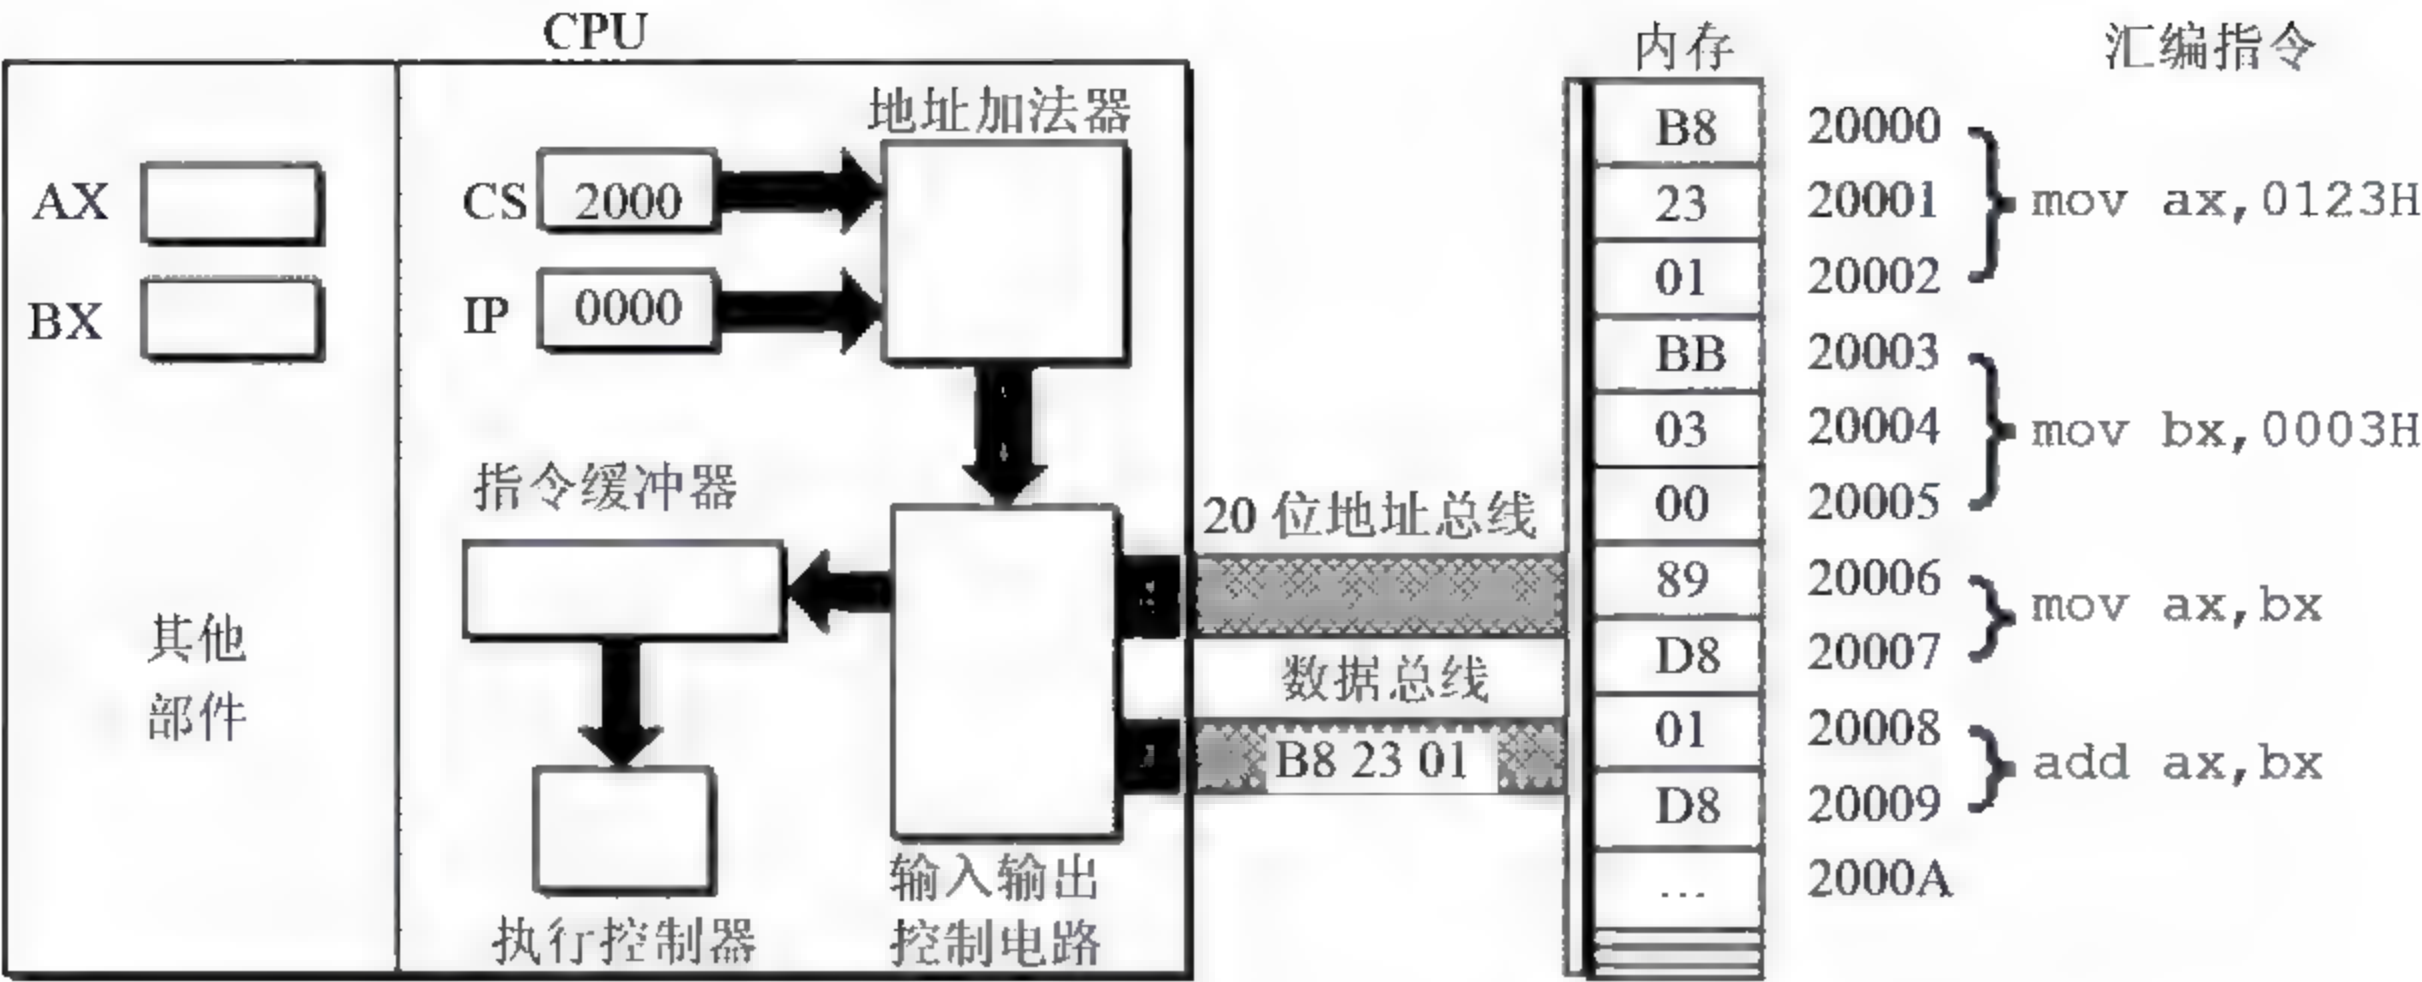 CPU
内存
汇编指令
地址加法器
AX
BX
CS
2000
IP
0000
指令缓冲器
其他
部件
执行控制器
输入输出
控制电路
20 位地址总线
数据总线
B8 23 01
B8 20000
23 20001 mov ax,0123H
01 20002
BB 20003
03 20004 mov bx,0003H
00 20005
89 20006
mov ax,bx
D8 20007
01 20008
add ax,bx
D8 20009
... 2000A